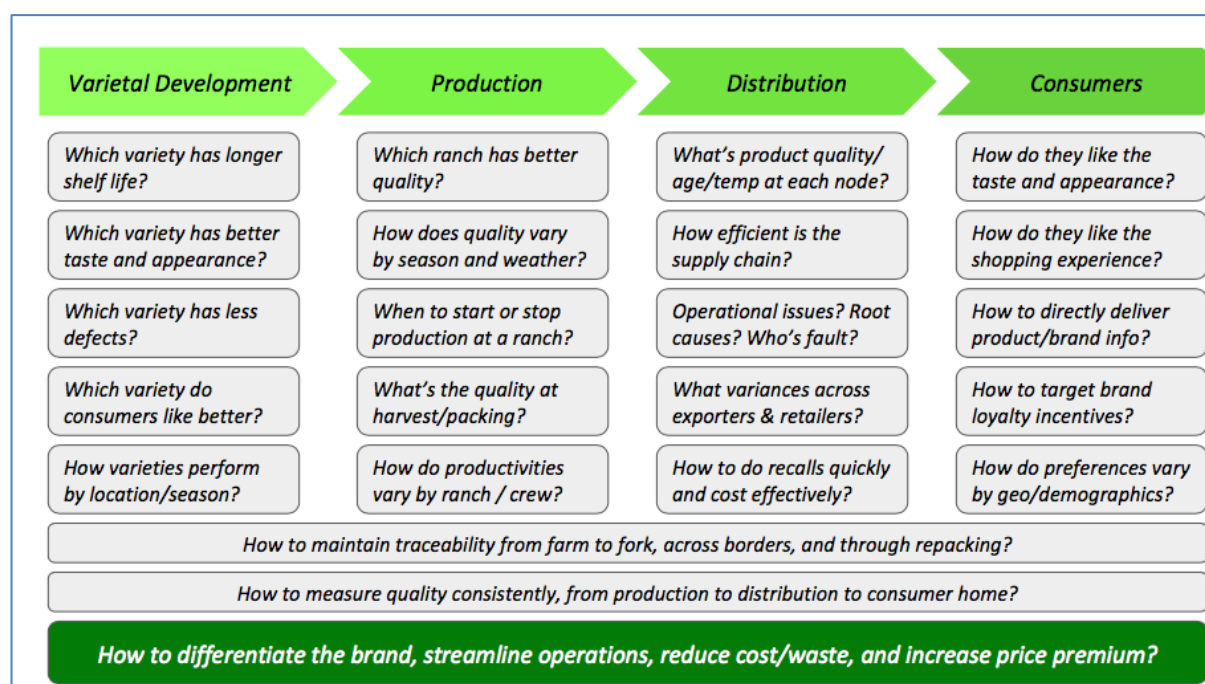 Varietal Development
Production
Distribution
Consumers
Which variety has longer
shelf life?
Which variety has better
taste and appearance?
Which variety has less
defects?
Which variety do
consumers like better?
How varieties perform
by location/season?
Which ranch has better
quality?
How does quality vary
by season and weather?
When to start or stop
production at a ranch?
What's the quality at
harvest/packing?
How do productivities
vary by ranch / crew?
What's product quality/
age/temp at each node?
How efficient is the
supply chain?
Operational issues? Root
causes? Who's fault?
What variances across
exporters & retailers?
How to do recalls quickly
and cost effectively?
How do they like the
taste and appearance?
How do they like the
shopping experience?
How to directly deliver
product/brand info?
How to target brand
loyalty incentives?
How do preferences vary
by geo/demographics?
How to maintain traceability from farm to fork, across borders, and through repacking?
How to measure quality consistently, from production to distribution to consumer home?
How to differentiate the brand, streamline operations, reduce cost/waste, and increase price premium?